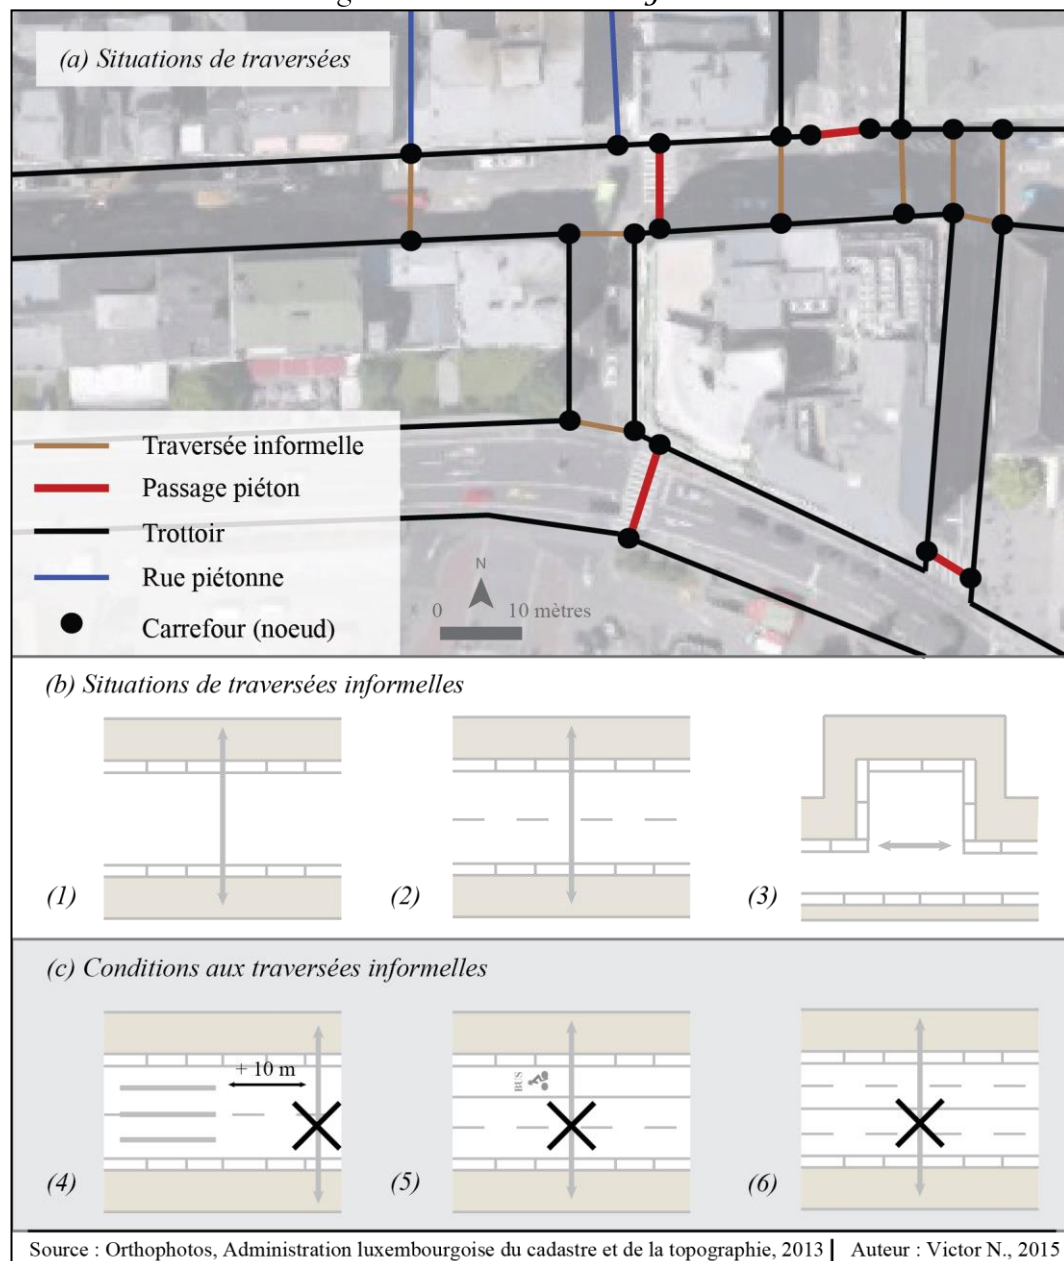 (a) Situations de traversées
Traversée informelle
Passage piéton
Trottoir
Rue piétonne
Carrefour (noeud)
N
0 10 mètres
(b) Situations de traversées informelles
(1)
(2)
(3)
(c) Conditions aux traversées informelles
+ 10 m
BUS
(4)
(5)
(6)
Source : Orthophotos, Administration luxembourgoise du cadastre et de la topographie, 2013 Auteur : Victor N., 2015